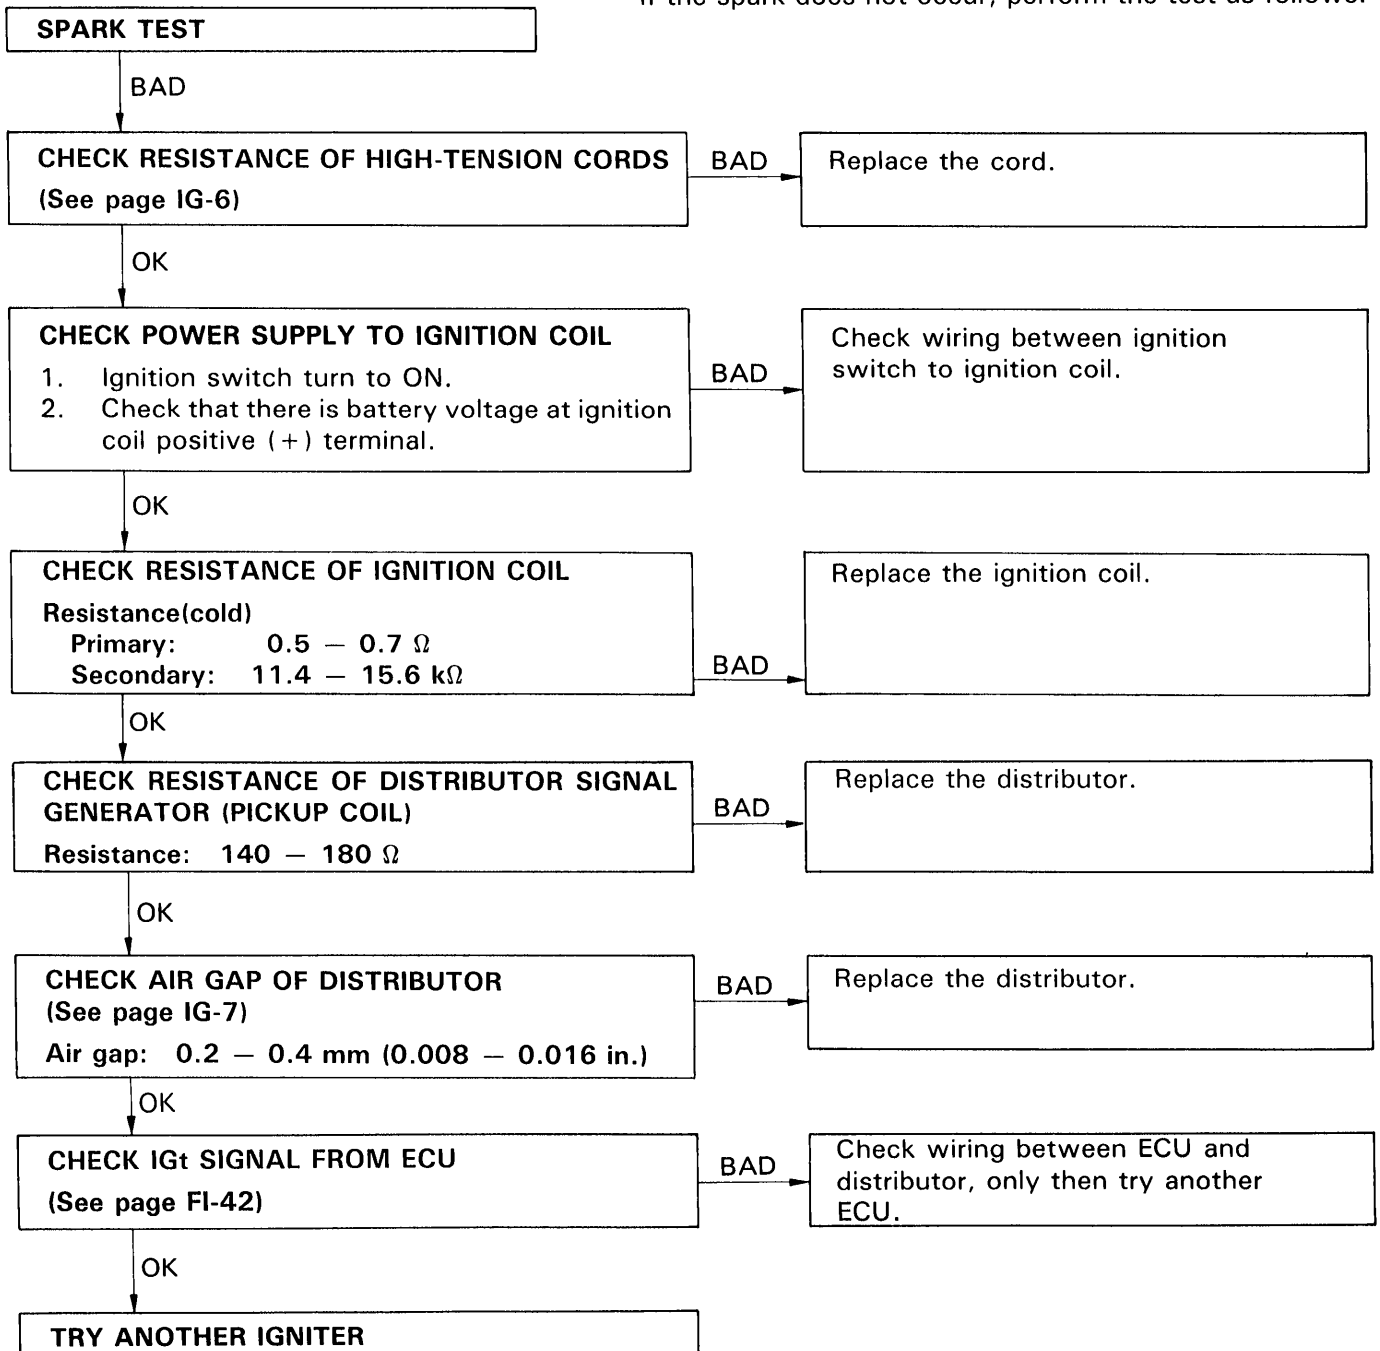 If the spark does not occur, perform the test as follows:
SPARK TEST
BAD
CHECK RESISTANCE OF HIGH-TENSION CORDS
(See page IG-6)
BAD
Replace the cord.
OK
CHECK POWER SUPPLY TO IGNITION COIL
1. Ignition switch turn to ON.
2. Check that there is battery voltage at ignition
coil positive (+) terminal.
BAD
Check wiring between ignition
switch to ignition coil.
OK
CHECK RESISTANCE OF IGNITION COIL
Resistance(cold)
Primary: 0.5 — 0.7 Ω
Secondary: 11.4 — 15.6 kΩ
BAD
Replace the ignition coil.
OK
CHECK RESISTANCE OF DISTRIBUTOR SIGNAL
GENERATOR (PICKUP COIL)
Resistance: 140 — 180 Ω
BAD
Replace the distributor.
OK
CHECK AIR GAP OF DISTRIBUTOR
(See page IG-7)
Air gap: 0.2 — 0.4 mm (0.008 — 0.016 in.)
BAD
Replace the distributor.
OK
CHECK IGt SIGNAL FROM ECU
(See page FI-42)
BAD
Check wiring between ECU and
distributor, only then try another
ECU.
OK
TRY ANOTHER IGNITER